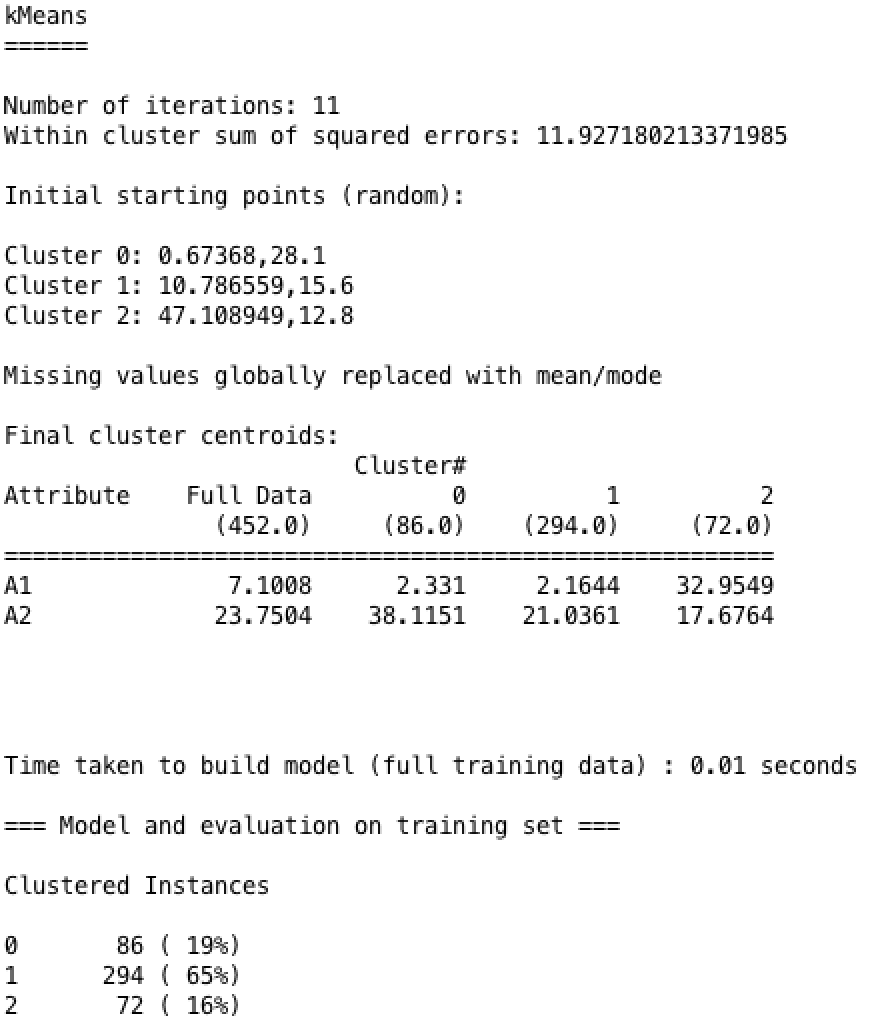 kMeans
======
Number of iterations: 11
Within cluster sum of squared errors: 11.927180213371985
Initial starting points (random):
Cluster 0: 0.67368,28.1
Cluster 1: 10.786559,15.6
Cluster 2: 47.108949,12.8
Missing values globally replaced with mean/mode
Final cluster centroids:
                         Cluster#
Attribute    Full Data          0          1          2
               (452.0)     (86.0)    (294.0)     (72.0)
=======================================================
A1              7.1008      2.331     2.1644    32.9549
A2             23.7504    38.1151    21.0361    17.6764
Time taken to build model (full training data) : 0.01 seconds
=== Model and evaluation on training set ===
Clustered Instances
0       86 ( 19%)
1      294 ( 65%)
2       72 ( 16%)